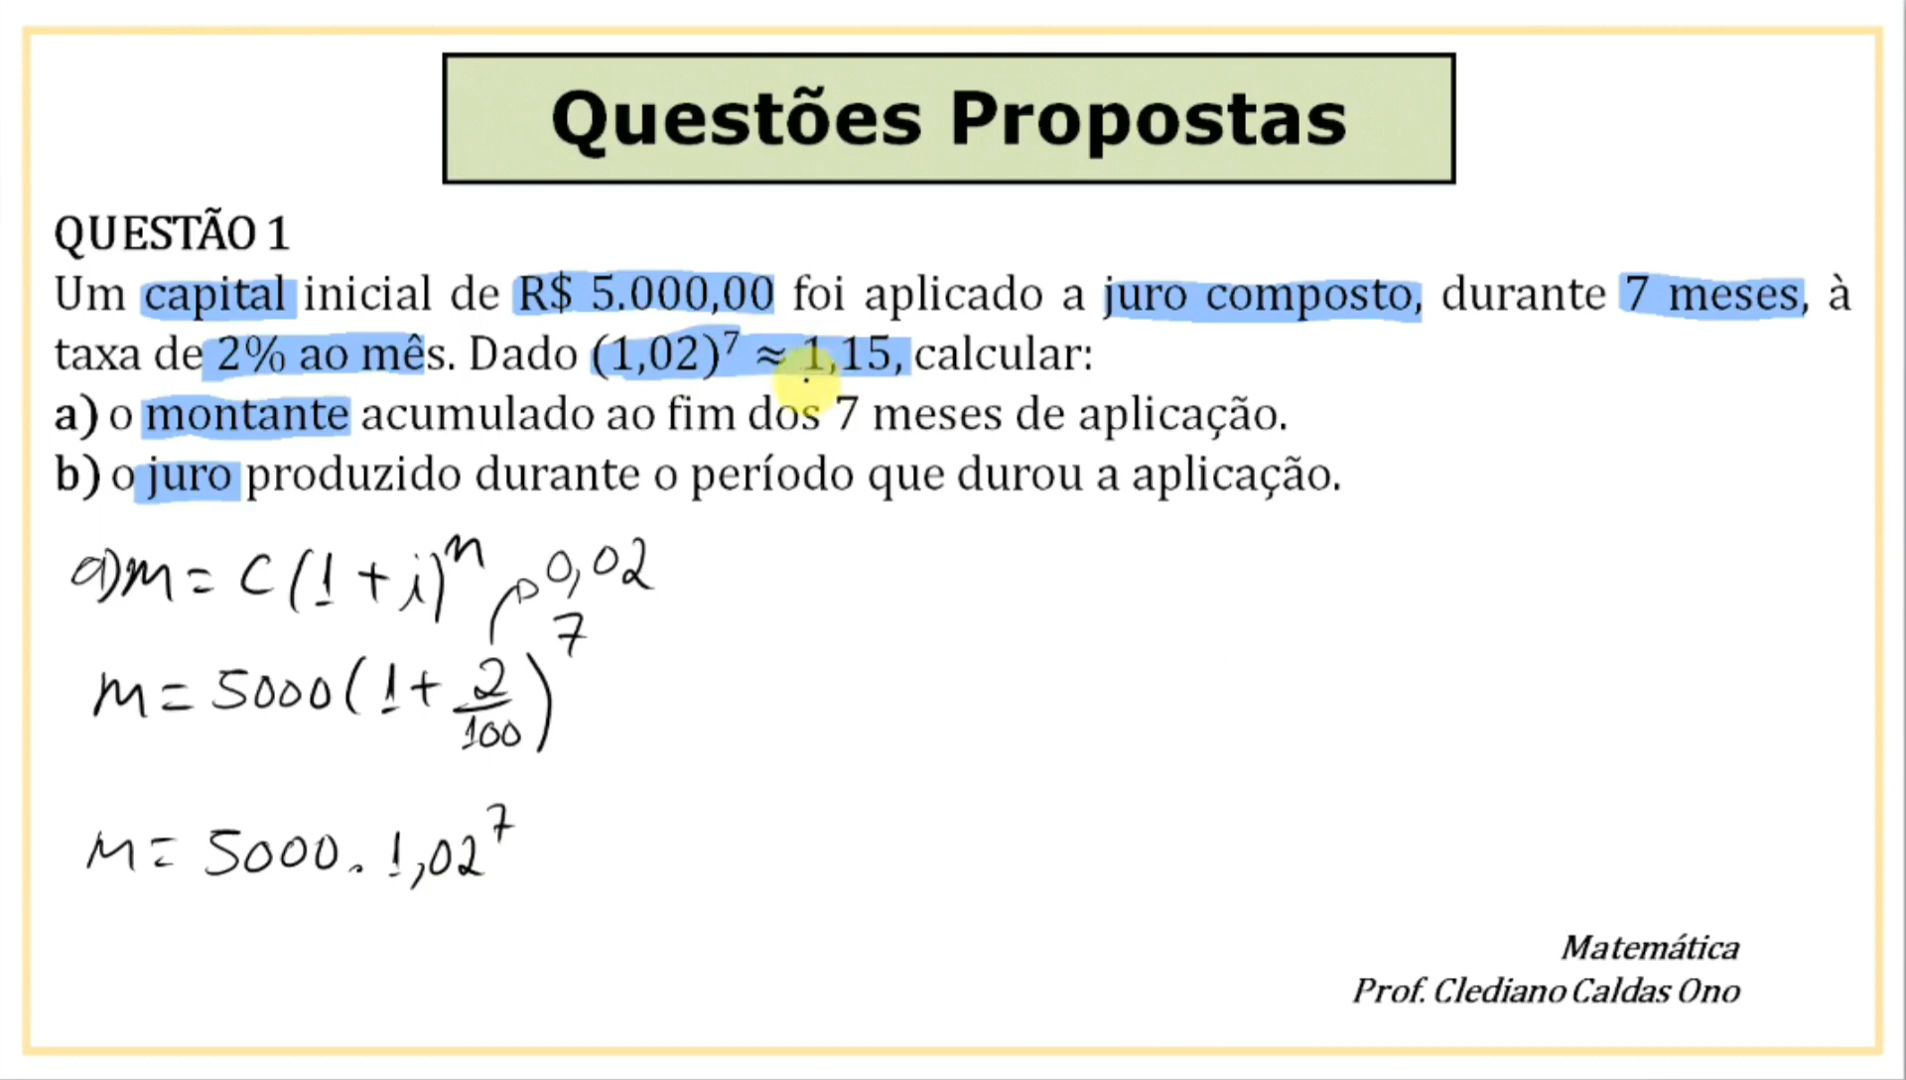 Questões Propostas
QUESTÃO 1
Um capital inicial de R$ 5.000,00 foi aplicado a juro composto, durante 7 meses, à
taxa de 2% ao mês. Dado (1,02)⁷ ≈ 1,15, calcular:
a) o montante acumulado ao fim dos 7 meses de aplicação.
b) o juro produzido durante o período que durou a aplicação.
a) M = C(1 + i)ⁿ
0,02
M = 5000(1 + 2/100)⁷
M = 5000 . 1,02⁷
Matemática
Prof. Clediano Caldas Ono